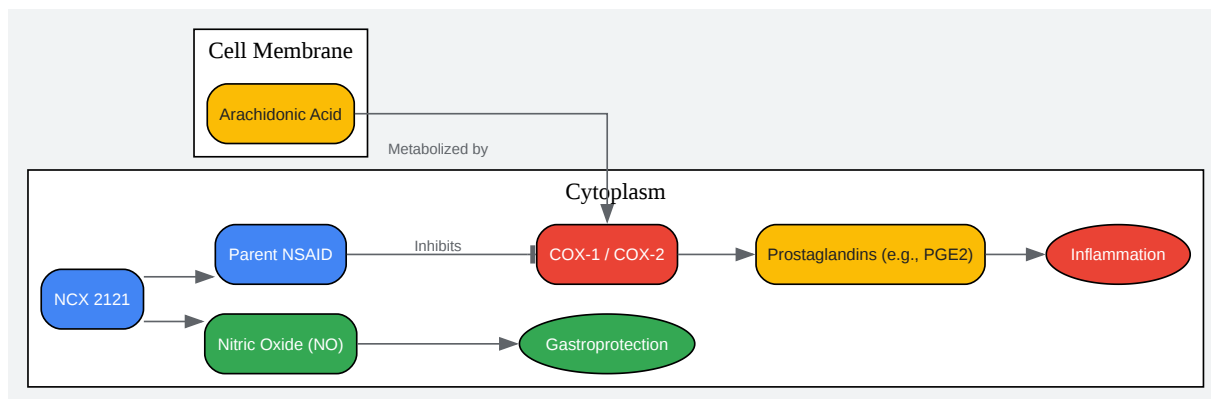 Cell Membrane
Arachidonic Acid
Metabolized by
Cytoplasm
Parent NSAID
Inhibits
COX-1 / COX-2
Prostaglandins (e.g., PGE2)
Inflammation
NCX 2121
Nitric Oxide (NO)
Gastroprotection